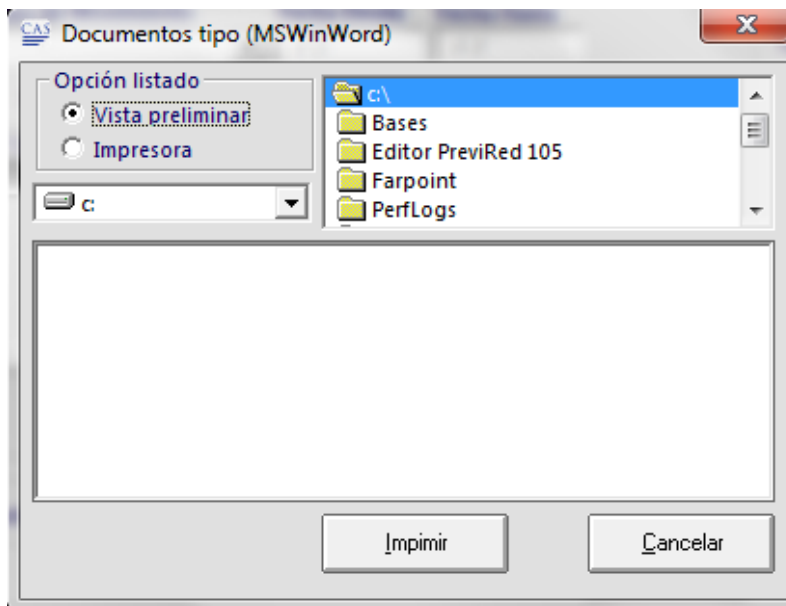 CAS Documentos tipo (MSWinWord)
Opción listado
Vista preliminar
Impresora
c:
c:\
Bases
Editor PreviRed 105
Farpoint
PerfLogs
Impimir
Cancelar